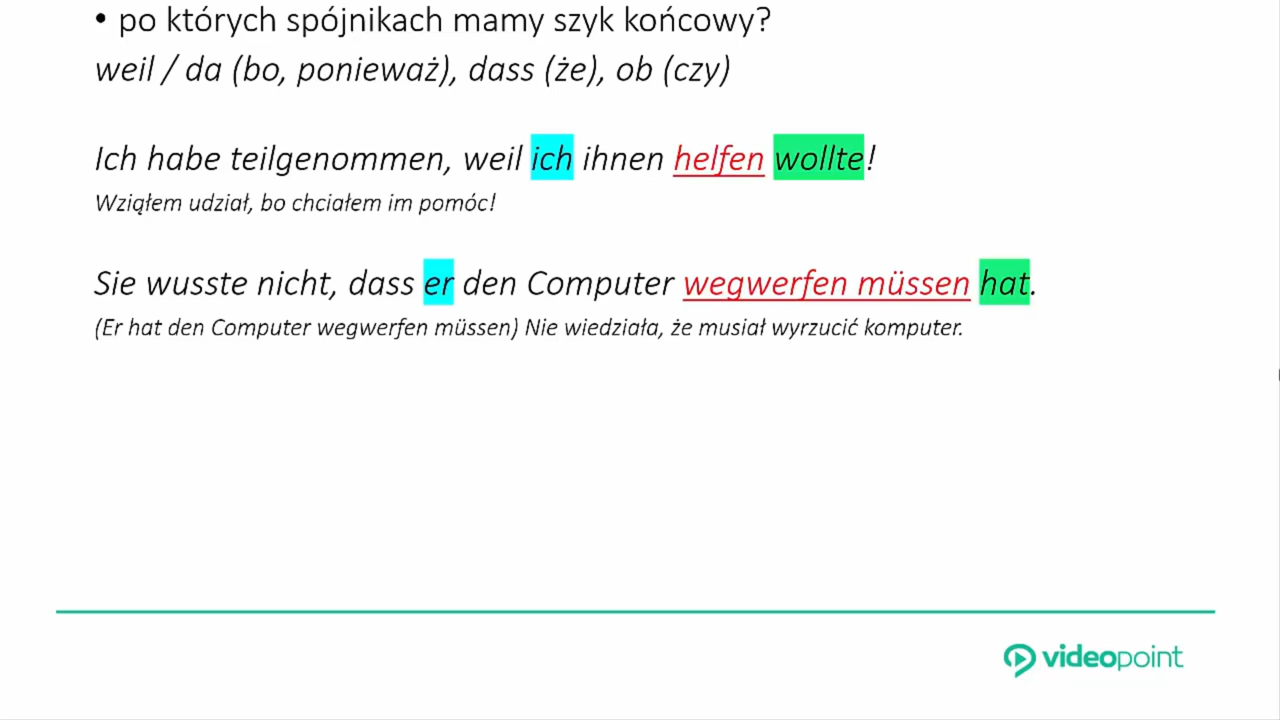 • po których spójnikach mamy szyk końcowy?
weil / da (bo, ponieważ), dass (że), ob (czy)
Ich habe teilgenommen, weil ich ihnen helfen wollte!
Wziąłem udział, bo chciałem im pomóc!
Sie wusste nicht, dass er den Computer wegwerfen müssen hat.
(Er hat den Computer wegwerfen müssen) Nie wiedziała, że musiał wyrzucić komputer.
videopoint